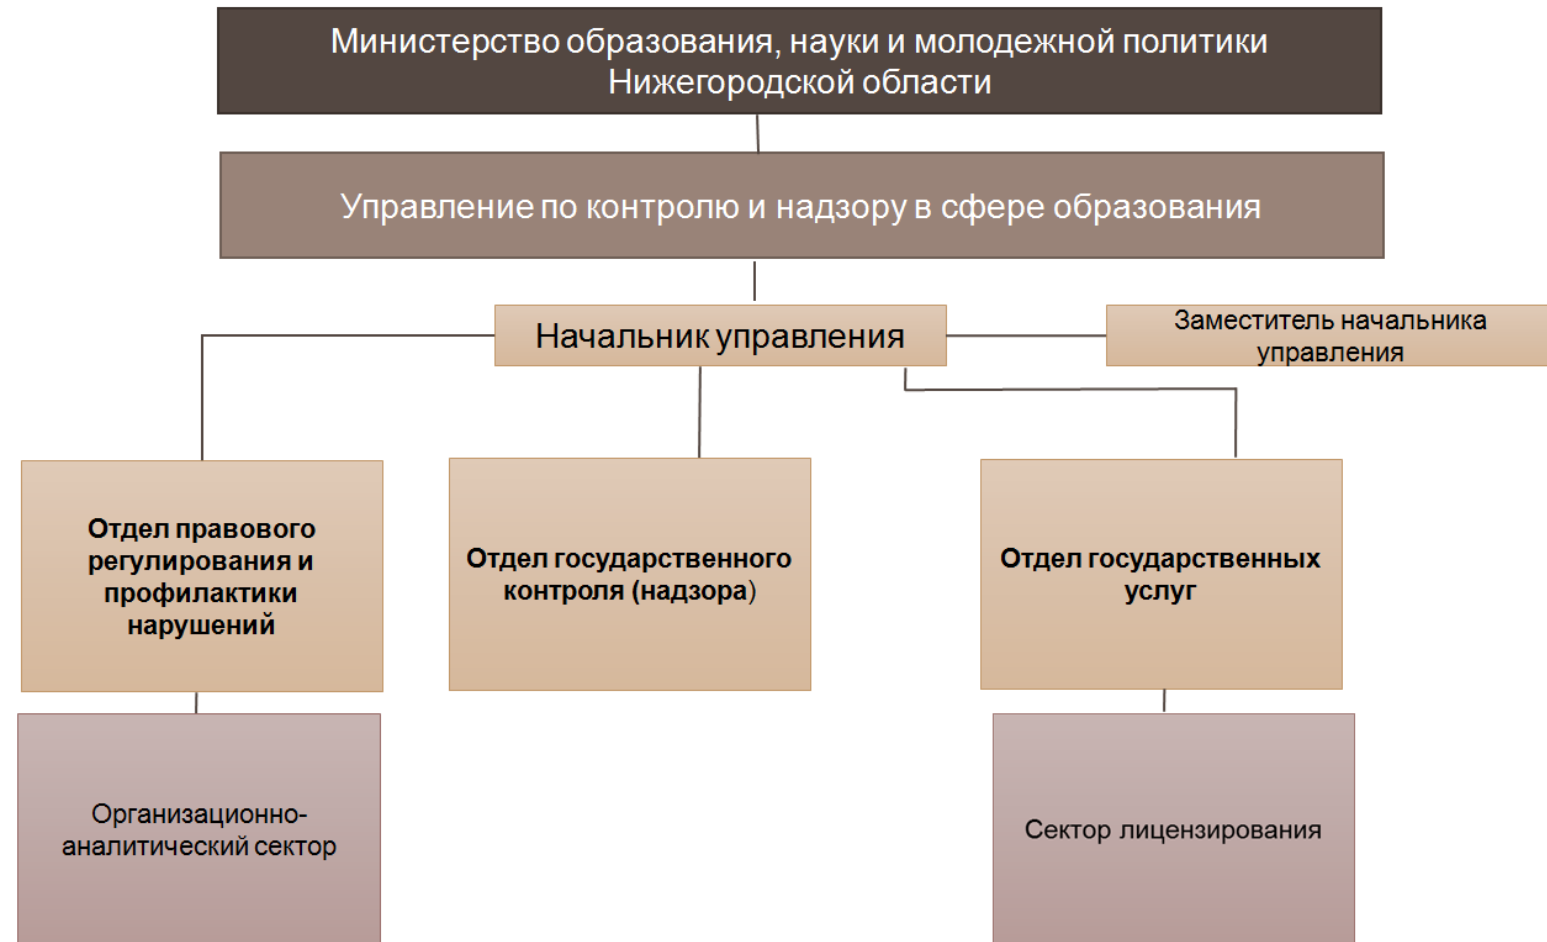 Министерство образования, науки и молодежной политики
Нижегородской области
Управление по контролю и надзору в сфере образования
Начальник управления
Заместитель начальника
управления
Отдел правового
регулирования и
профилактики
нарушений
Отдел государственного
контроля (надзора)
Отдел государственных
услуг
Организационно-
аналитический сектор
Сектор лицензирования